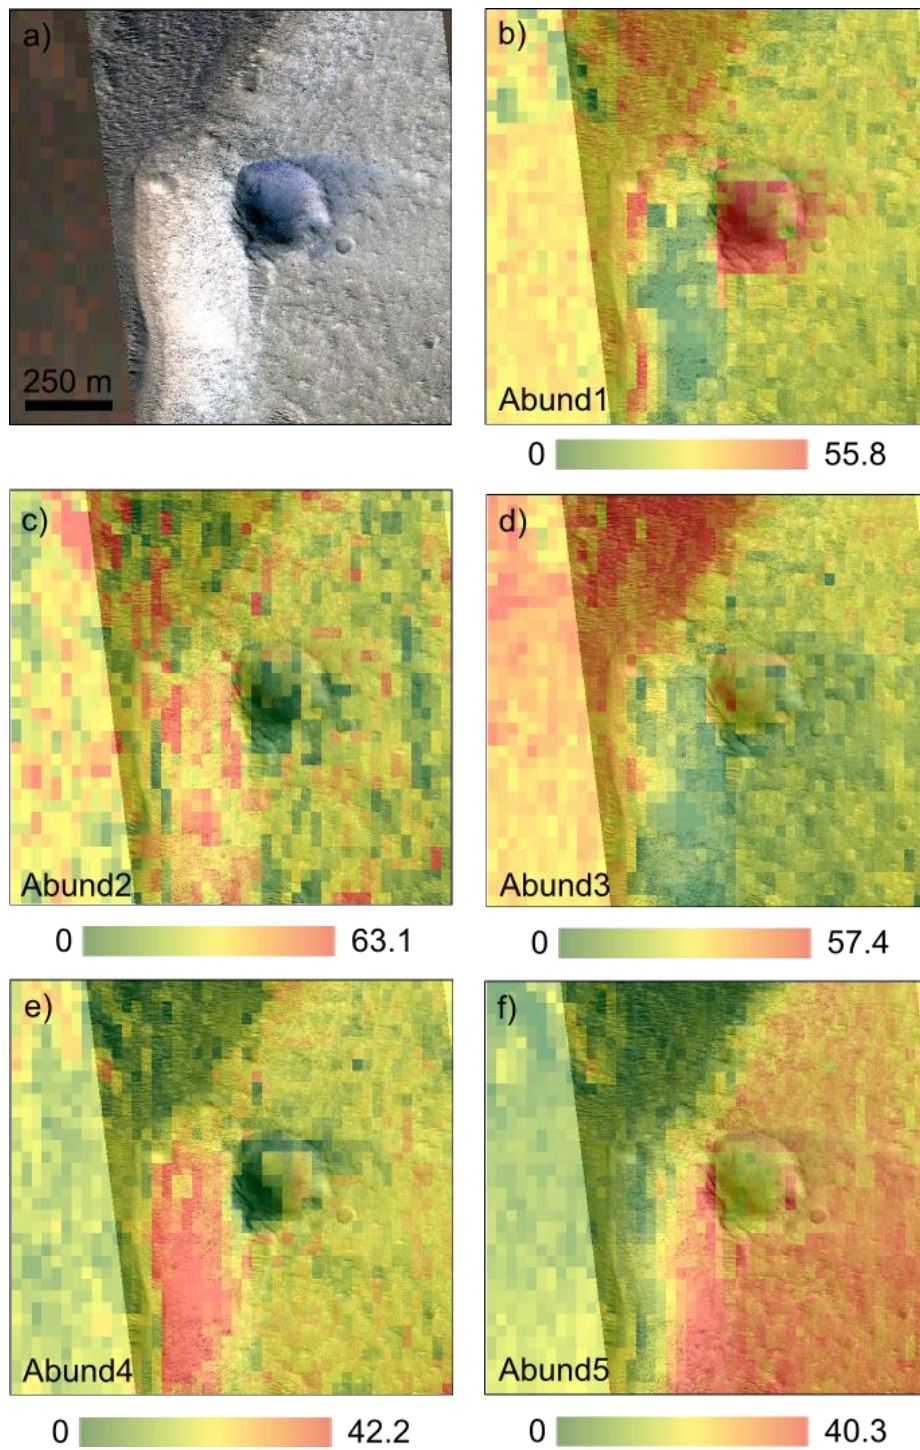 a)
250 m
b)
Abund1
0 55.8
c)
Abund2
0 63.1
d)
Abund3
0 57.4
e)
Abund4
0 42.2
f)
Abund5
0 40.3